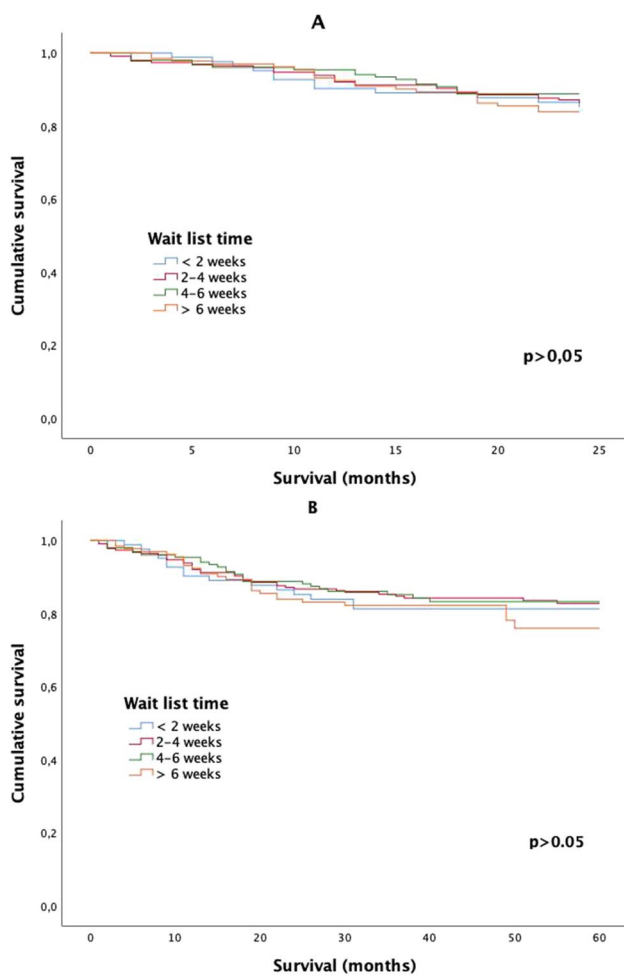 A
1,0
0,8
0,6
0,4
0,2
0,0
Cumulative survival
Wait list time
< 2 weeks
2-4 weeks
4-6 weeks
> 6 weeks
p>0,05
0 5 10 15 20 25
Survival (months)
B
1,0
0,8
0,6
0,4
0,2
0,0
Cumulative survival
Wait list time
< 2 weeks
2-4 weeks
4-6 weeks
> 6 weeks
p>0.05
0 10 20 30 40 50 60
Survival (months)